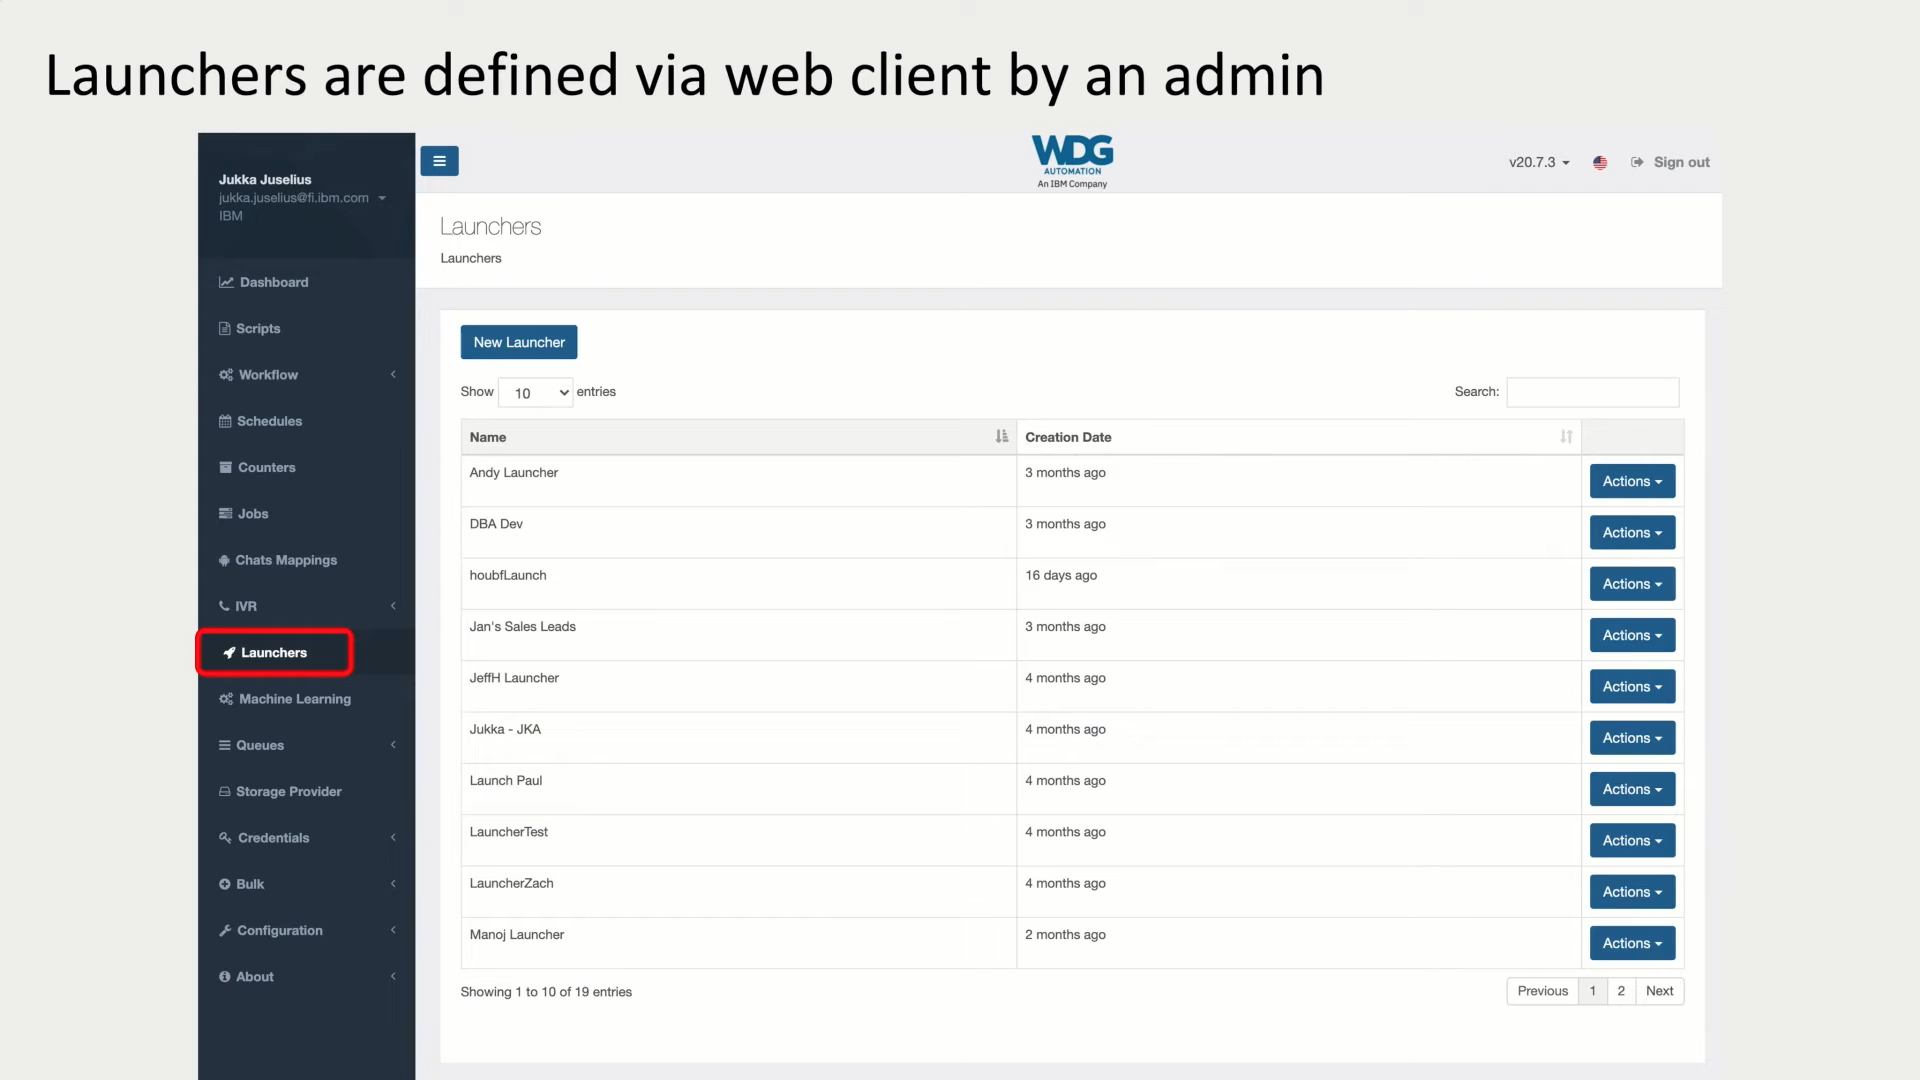 Launchers are defined via web client by an admin
Jukka Juselius
jukka.juselius@fi.ibm.com
IBM
Dashboard
Scripts
Workflow
Schedules
Counters
Jobs
Chats Mappings
IVR
Launchers
Machine Learning
Queues
Storage Provider
Credentials
Bulk
Configuration
About
WDG
AUTOMATION
An IBM Company
v20.7.3
Sign out
Launchers
Launchers
New Launcher
Show 10 entries
Search:
Name Creation Date
Andy Launcher 3 months ago Actions
DBA Dev 3 months ago Actions
houbfLaunch 16 days ago Actions
Jan's Sales Leads 3 months ago Actions
JeffH Launcher 4 months ago Actions
Jukka - JKA 4 months ago Actions
Launch Paul 4 months ago Actions
LauncherTest 4 months ago Actions
LauncherZach 4 months ago Actions
Manoj Launcher 2 months ago Actions
Showing 1 to 10 of 19 entries
Previous 1 2 Next